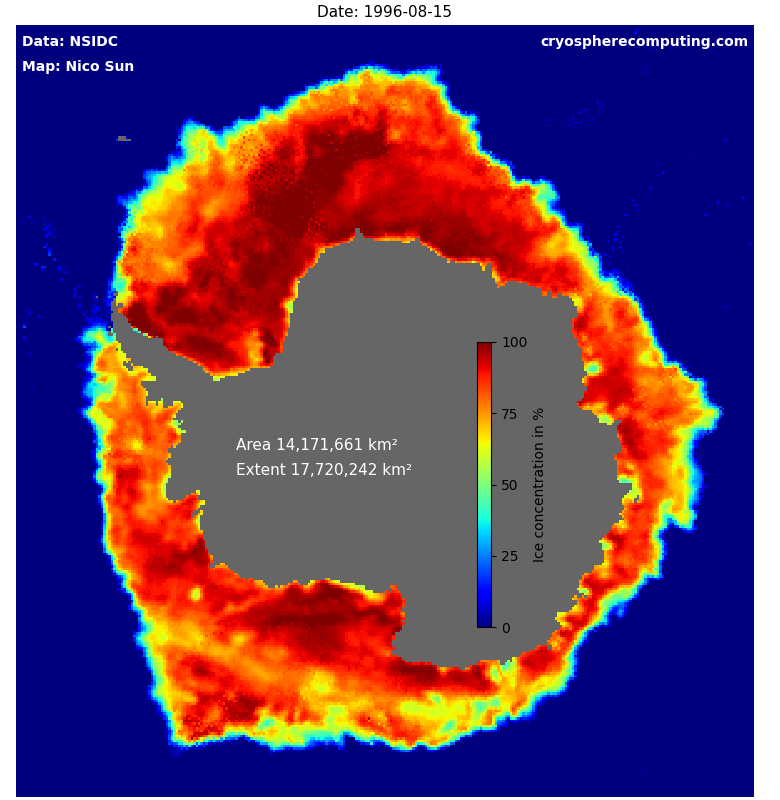 Date: 1996-08-15
Data: NSIDC
cryospherecomputing.com
Map: Nico Sun
Area 14,171,661 km²
Extent 17,720,242 km²
100
75
50
25
0
Ice concentration in %